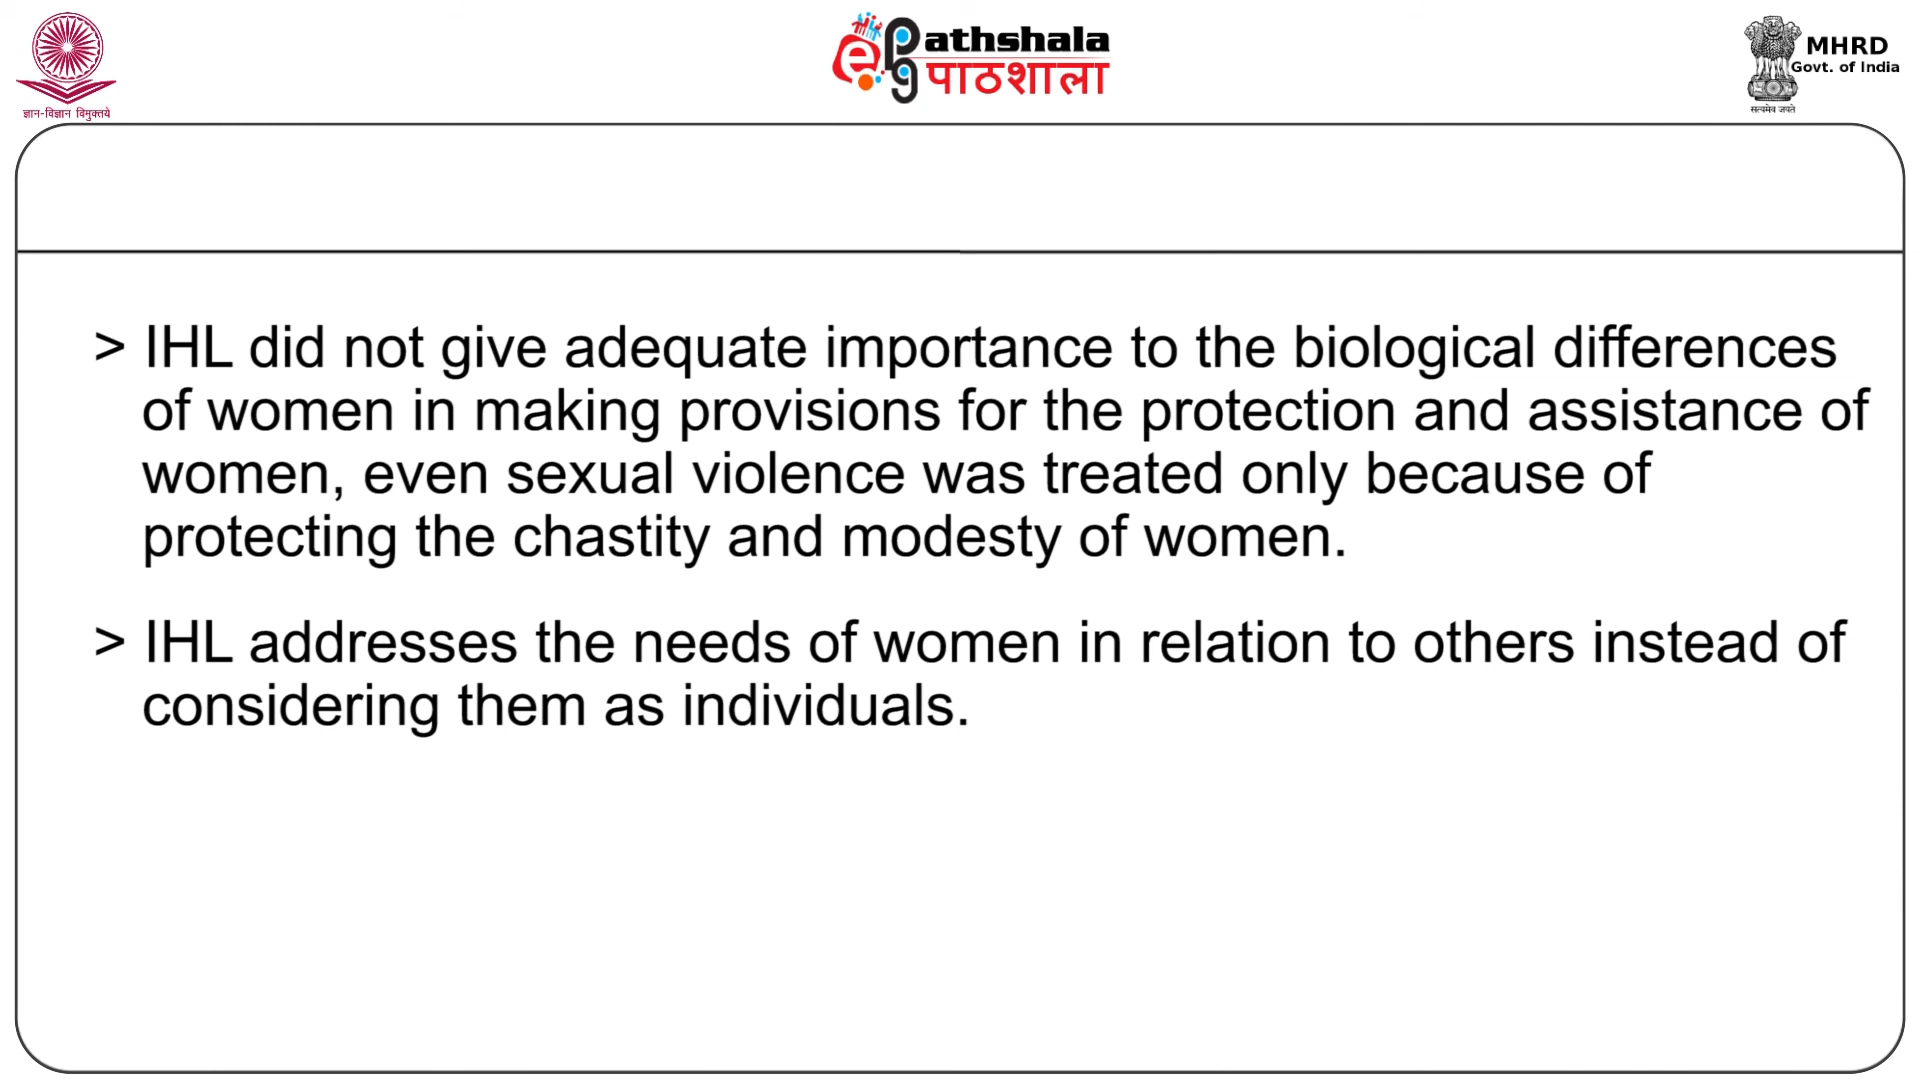 ज्ञान-विज्ञान विमुक्तये
e Pg athshala
पाठशाला
MHRD
Govt. of India
सत्यमेव जयते
> IHL did not give adequate importance to the biological differences
of women in making provisions for the protection and assistance of
women, even sexual violence was treated only because of
protecting the chastity and modesty of women.
> IHL addresses the needs of women in relation to others instead of
considering them as individuals.